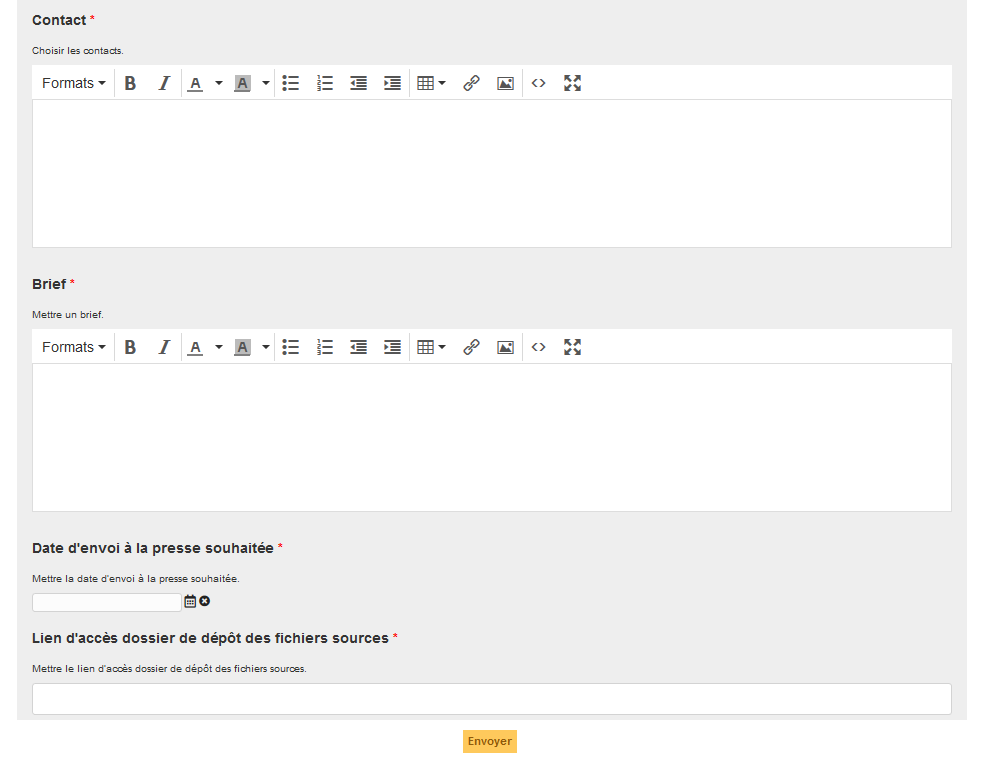 Contact *
Choisir les contacts.
Formats B I A A
Brief *
Mettre un brief.
Formats B I A A
Date d'envoi à la presse souhaitée *
Mettre la date d'envoi à la presse souhaitée.
Lien d'accès dossier de dépôt des fichiers sources *
Mettre le lien d'accès dossier de dépôt des fichiers sources.
Envoyer